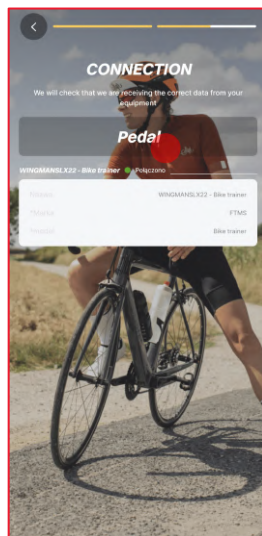 CONNECTION
We will check that we are receiving the correct data from your
equipment
Pedal
WINGMANSLX22 - Bike trainer Połączono
WINGMANSLX22 - Bike trainer
FTMS
Bike trainer